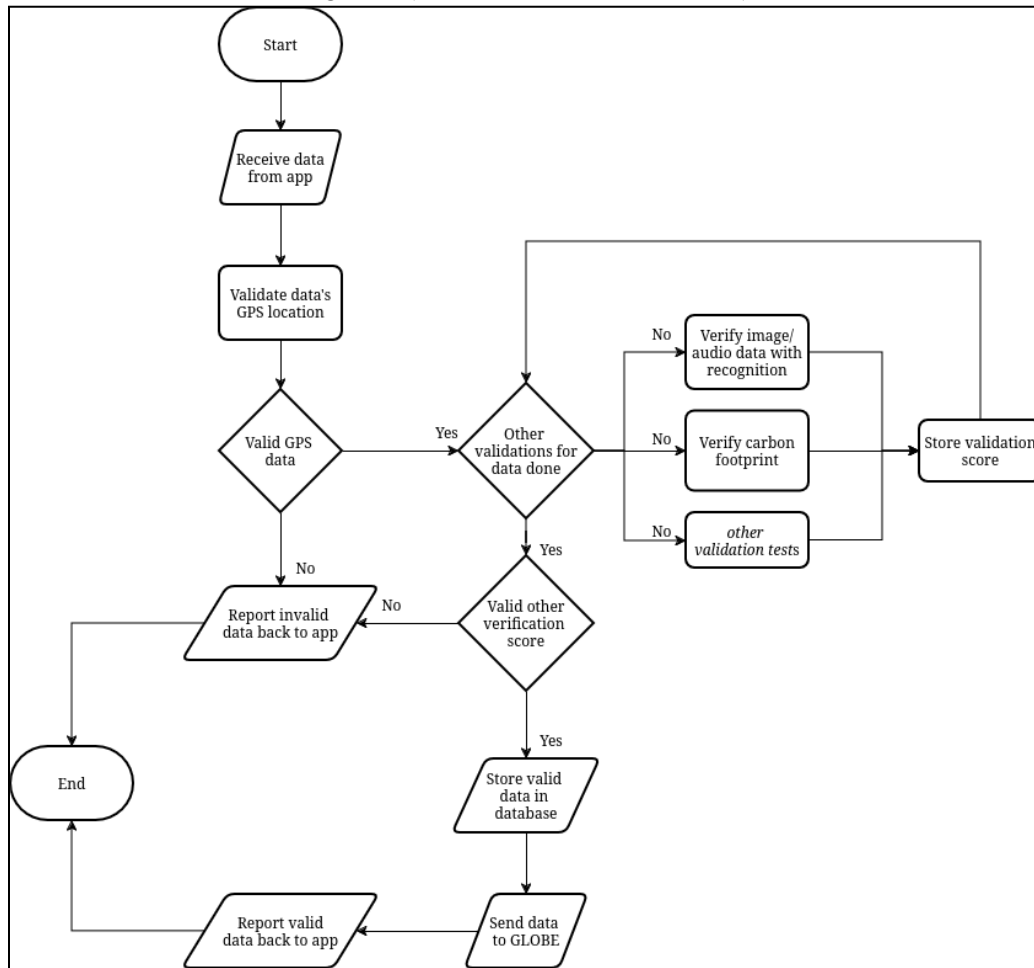 Start
Receive data
from app
Validate data's
GPS location
Valid GPS
data
Yes
No
Other
validations for
data done
No
Verify image/
audio data with
recognition
No
Verify carbon
footprint
No
other
validation tests
Store validation
score
Yes
Valid other
verification
score
No
Report invalid
data back to app
Yes
Store valid
data in
database
Send data
to GLOBE
Report valid
data back to app
End